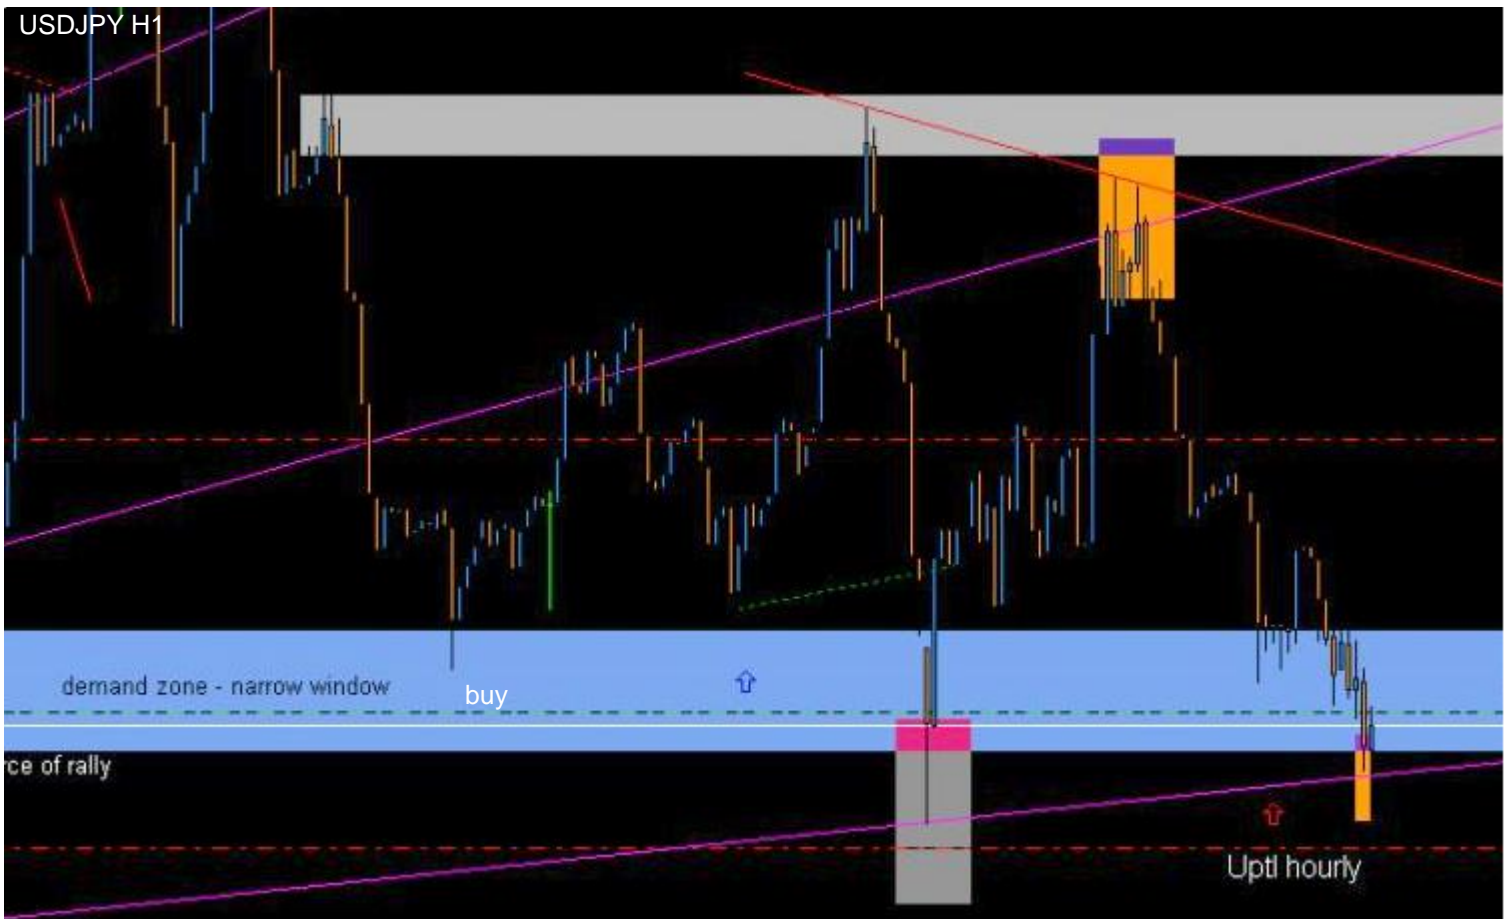 USDJPY H1
demand zone - narrow window
buy
rce of rally
Uptl hourly